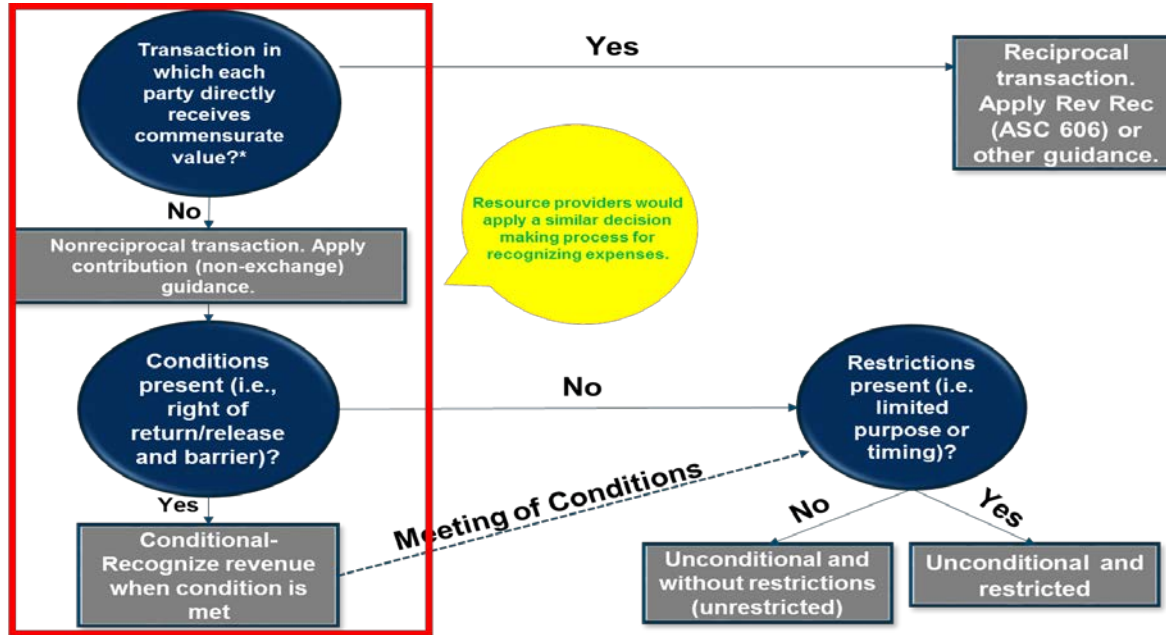 Transaction in
which each
party directly
receives
commensurate
value?*
Yes
Reciprocal
transaction.
Apply Rev Rec
(ASC 606) or
other guidance.
No
Nonreciprocal transaction. Apply
contribution (non-exchange)
guidance.
Resource providers would
apply a similar decision
making process for
recognizing expenses.
Conditions
present (i.e.,
right of
return/release
and barrier)?
No
Restrictions
present (i.e.
limited
purpose or
timing)?
Yes
Conditional-
Recognize revenue
when condition is
met
Meeting of Conditions
No
Yes
Unconditional and
without restrictions
(unrestricted)
Unconditional and
restricted